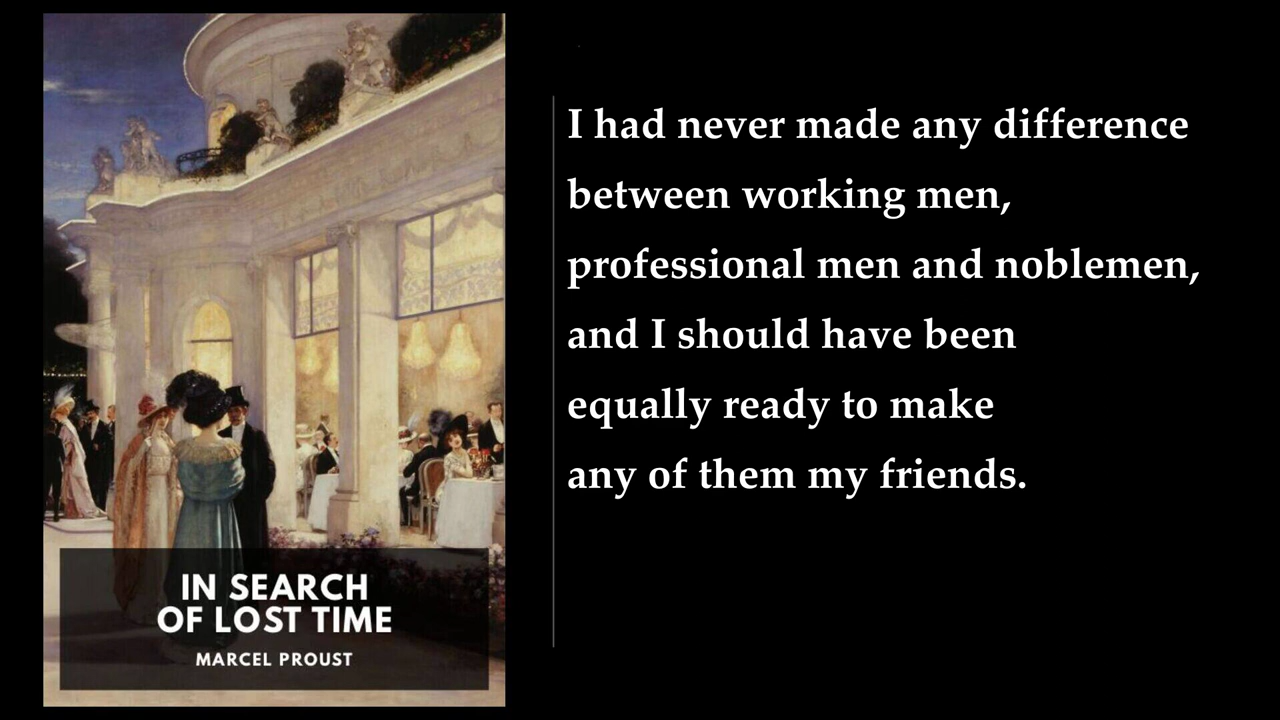 IN SEARCH
OF LOST TIME
MARCEL PROUST
I had never made any difference
between working men,
professional men and noblemen,
and I should have been
equally ready to make
any of them my friends.